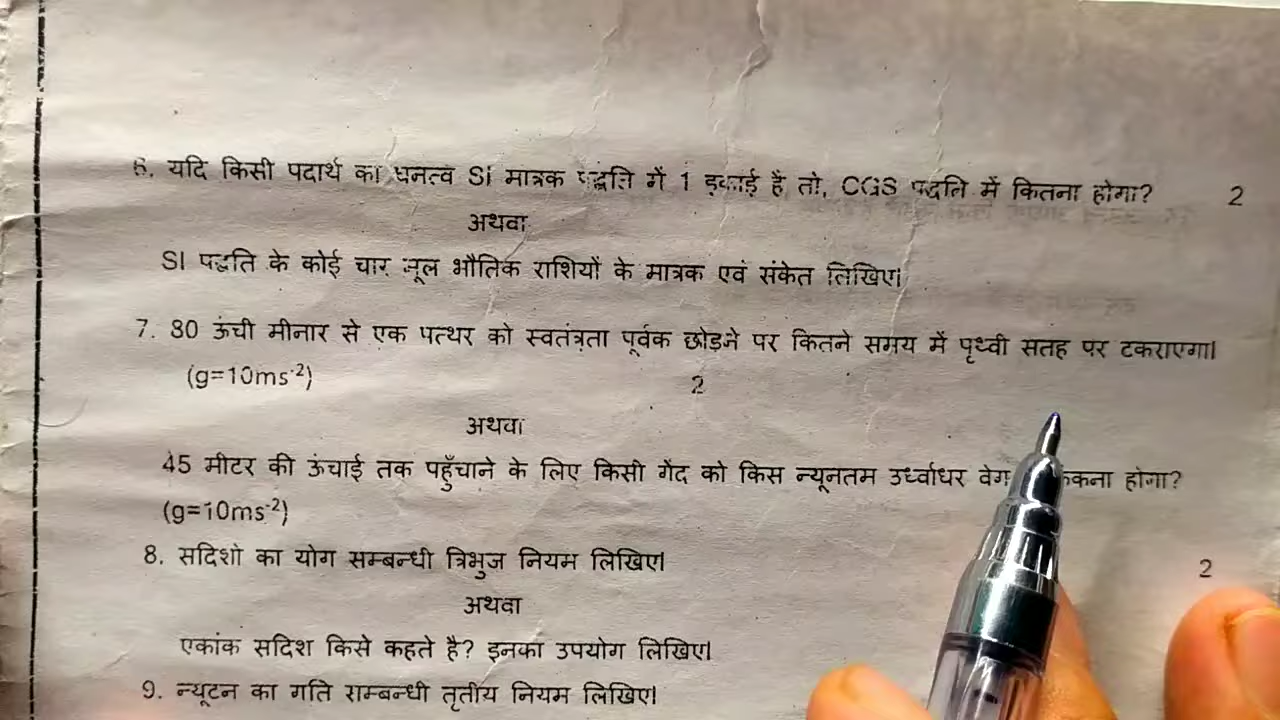 6. यदि किसी पदार्थ का घनत्व SI मात्रक पद्धति में 1 इकाई है तो, CGS पद्धति में कितना होगा? 2
अथवा
SI पद्धति के कोई चार मूल भौतिक राशियों के मात्रक एवं संकेत लिखिए।
7. 80 ऊंची मीनार से एक पत्थर को स्वतंत्रता पूर्वक छोड़ने पर कितने समय में पृथ्वी सतह पर टकराएगा।
(g=10ms⁻²) 2
अथवा
45 मीटर की ऊंचाई तक पहुँचाने के लिए किसी गेंद को किस न्यूनतम उर्ध्वाधर वेग होगा?
(g=10ms⁻²)
8. सदिशो का योग सम्बन्धी त्रिभुज नियम लिखिए। 2
अथवा
एकांक सदिश किसे कहते है? इनका उपयोग लिखिए।
9. न्यूटन का गति सम्बन्धी तृतीय नियम लिखिए।